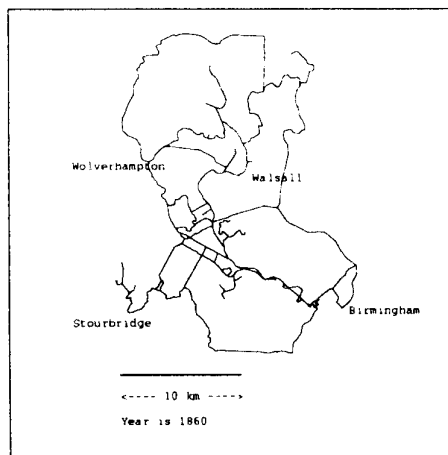 Wolverhampton
Walsall
Stourbridge
Birmingham
<---- 10 km ---->
Year is 1860